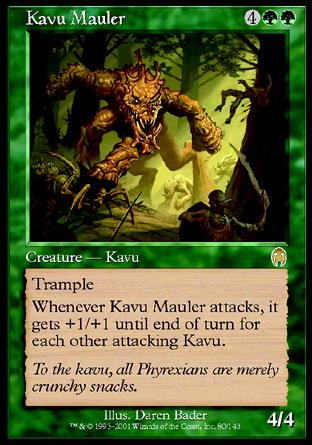 Kavu Mauler 4
Creature — Kavu
Trample
Whenever Kavu Mauler attacks, it
gets +1/+1 until end of turn for
each other attacking Kavu.
To the kavu, all Phyrexians are merely
crunchy snacks.
Illus. Daren Bader
™ & © 1993-2001 Wizards of the Coast, Inc. 80/143
4/4